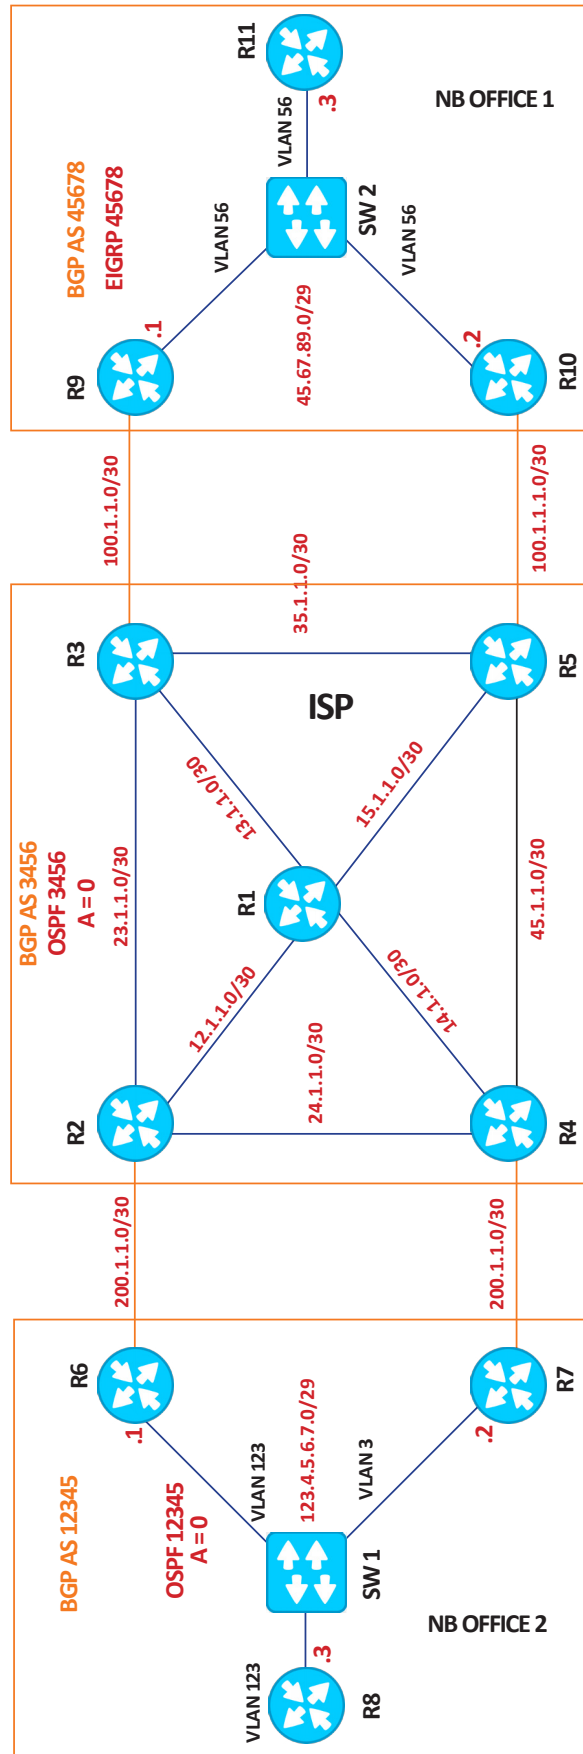 BGP AS 12345
OSPF 12345
A = 0
R6
.1
VLAN 123
VLAN 123
R8
.3
SW 1
123.4.5.6.7.0/29
VLAN 3
.2
R7
NB OFFICE 2
200.1.1.0/30
200.1.1.0/30
BGP AS 3456
OSPF 3456
A = 0
23.1.1.0/30
R2
R3
12.1.1.0/30
13.1.1.0/30
R1
ISP
24.1.1.0/30
35.1.1.0/30
14.1.1.0/30
15.1.1.0/30
R4
45.1.1.0/30
R5
100.1.1.0/30
100.1.1.1.0/30
BGP AS 45678
EIGRP 45678
R9
.1
VLAN 56
VLAN 56
R11
.3
45.67.89.0/29
SW 2
VLAN 56
.2
R10
NB OFFICE 1